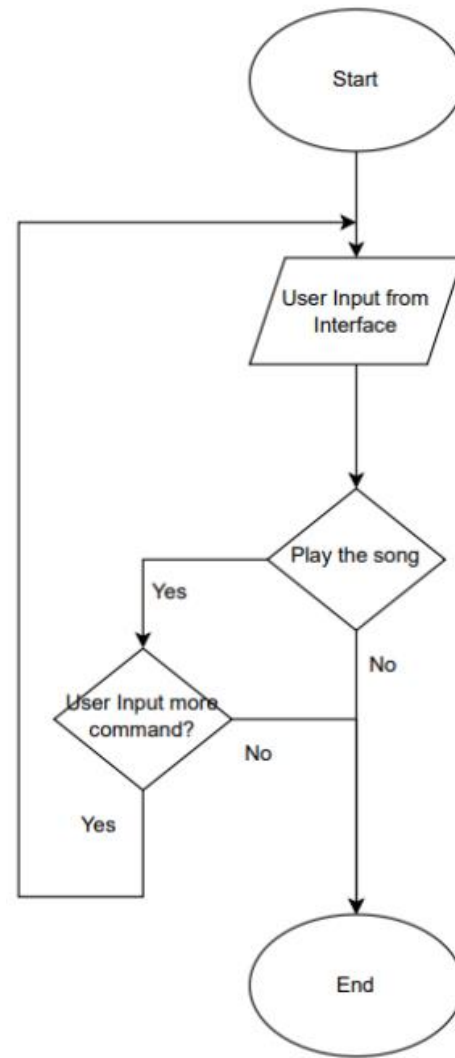 Start
User Input from
Interface
Play the song
Yes
No
User Input more
command?
No
Yes
End